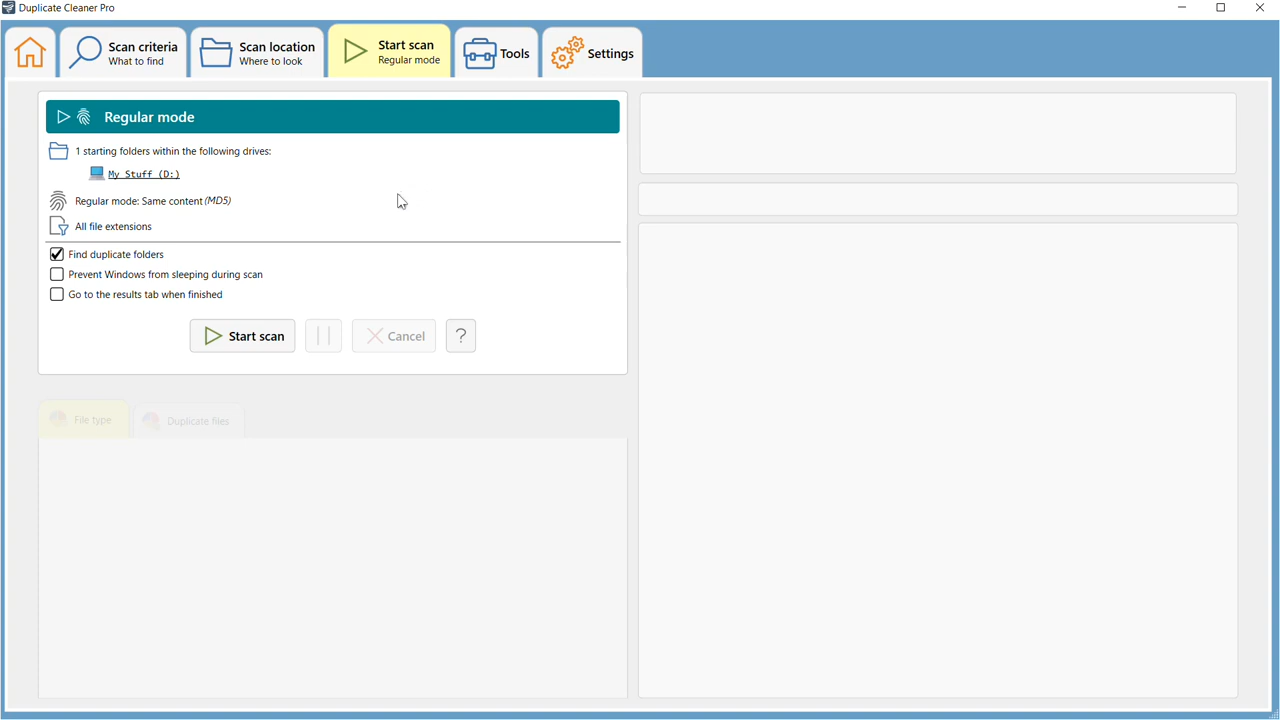 Duplicate Cleaner Pro
Scan criteria
What to find
Scan location
Where to look
Start scan
Regular mode
Tools
Settings
Regular mode
1 starting folders within the following drives:
My Stuff (D:)
Regular mode: Same content (MD5)
All file extensions
Find duplicate folders
Prevent Windows from sleeping during scan
Go to the results tab when finished
Start scan
Cancel
?
File type
Duplicate files